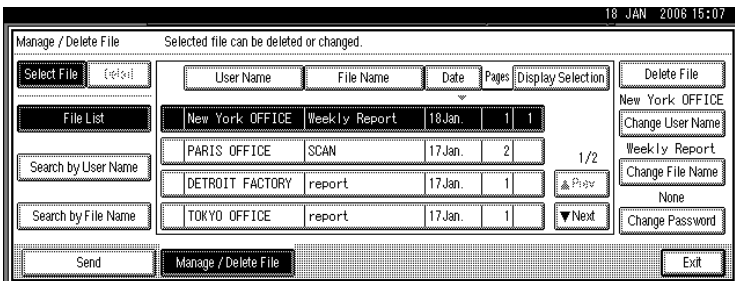 18 JAN 2006 15:07
Manage / Delete File Selected file can be deleted or changed.
Select File Detail
User Name File Name Date Pages Display Selection Delete File
New York OFFICE
File List New York OFFICE Weekly Report 18Jan. 1 1 Change User Name
PARIS OFFICE SCAN 17Jan. 2 1/2 Weekly Report
Search by User Name DETROIT FACTORY report 17Jan. 1 ▲Prev. Change File Name
None
Search by File Name TOKYO OFFICE report 17Jan. 1 ▼Next Change Password
Send Manage / Delete File Exit